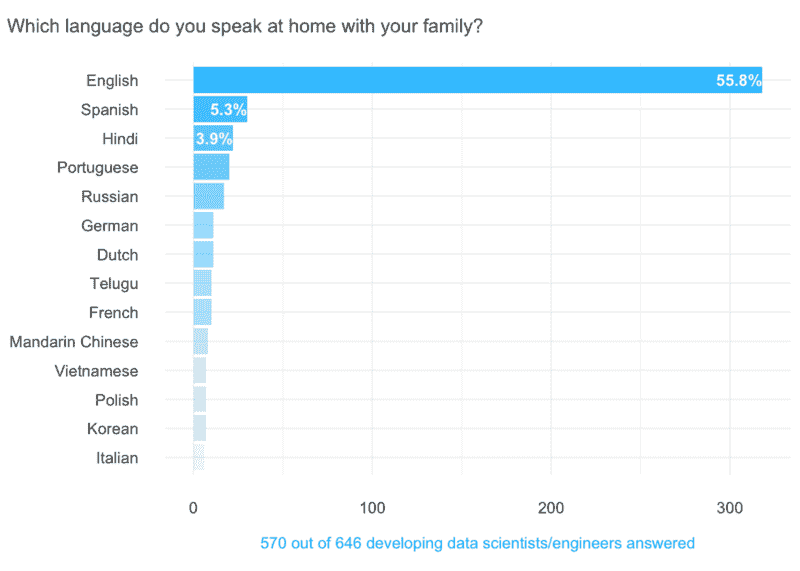 Which language do you speak at home with your family?
English 55.8%
Spanish 5.3%
Hindi 3.9%
Portuguese
Russian
German
Dutch
Telugu
French
Mandarin Chinese
Vietnamese
Polish
Korean
Italian
0 100 200 300
570 out of 646 developing data scientists/engineers answered